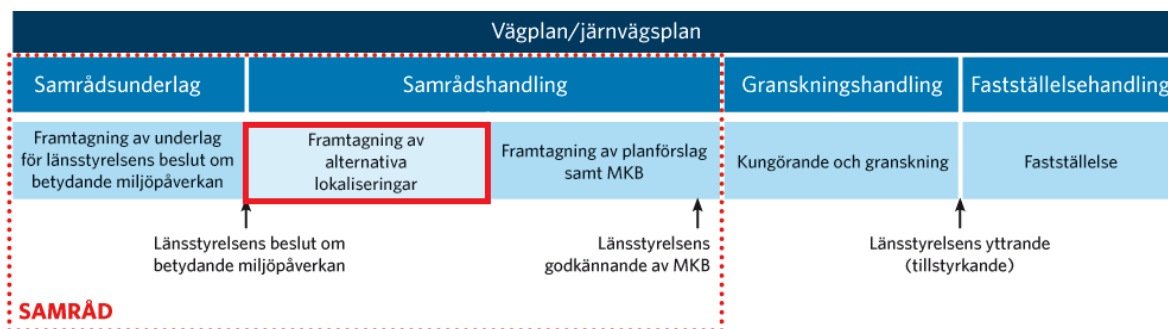 Vägplan/järnvägsplan
Samrådsunderlag
Samrådshandling
Granskningshandling
Fastställelsehandling
Framtagning av underlag
för länsstyrelsens beslut om
betydande miljöpåverkan
Framtagning av
alternativa
lokaliseringar
Framtagning av planförslag
samt MKB
Kungörande och granskning
Fastställelse
Länsstyrelsens beslut om
betydande miljöpåverkan
Länsstyrelsens
godkännande av MKB
Länsstyrelsens yttrande
(tillstyrkande)
SAMRÅD